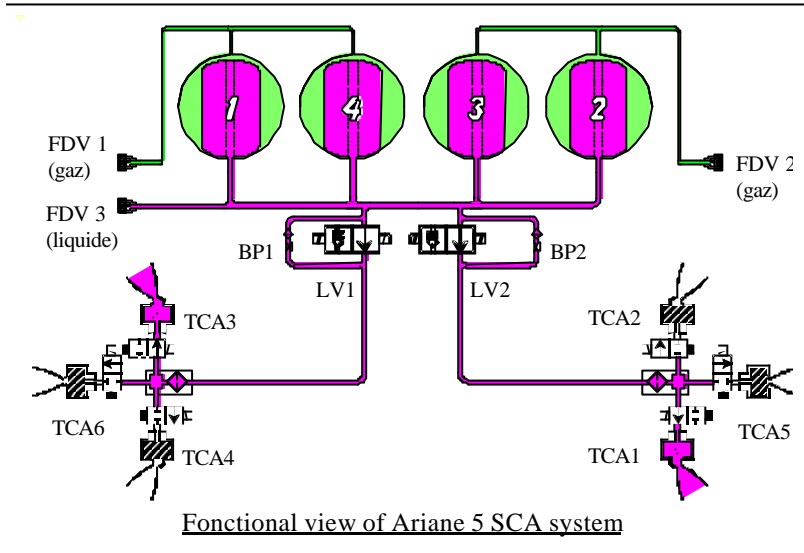 1 4 3 2
FDV 1
(gaz)
FDV 2
(gaz)
FDV 3
(liquide)
BP1
BP2
LV1
LV2
TCA3
TCA2
TCA6
TCA5
TCA4
TCA1
Fonctional view of Ariane 5 SCA system